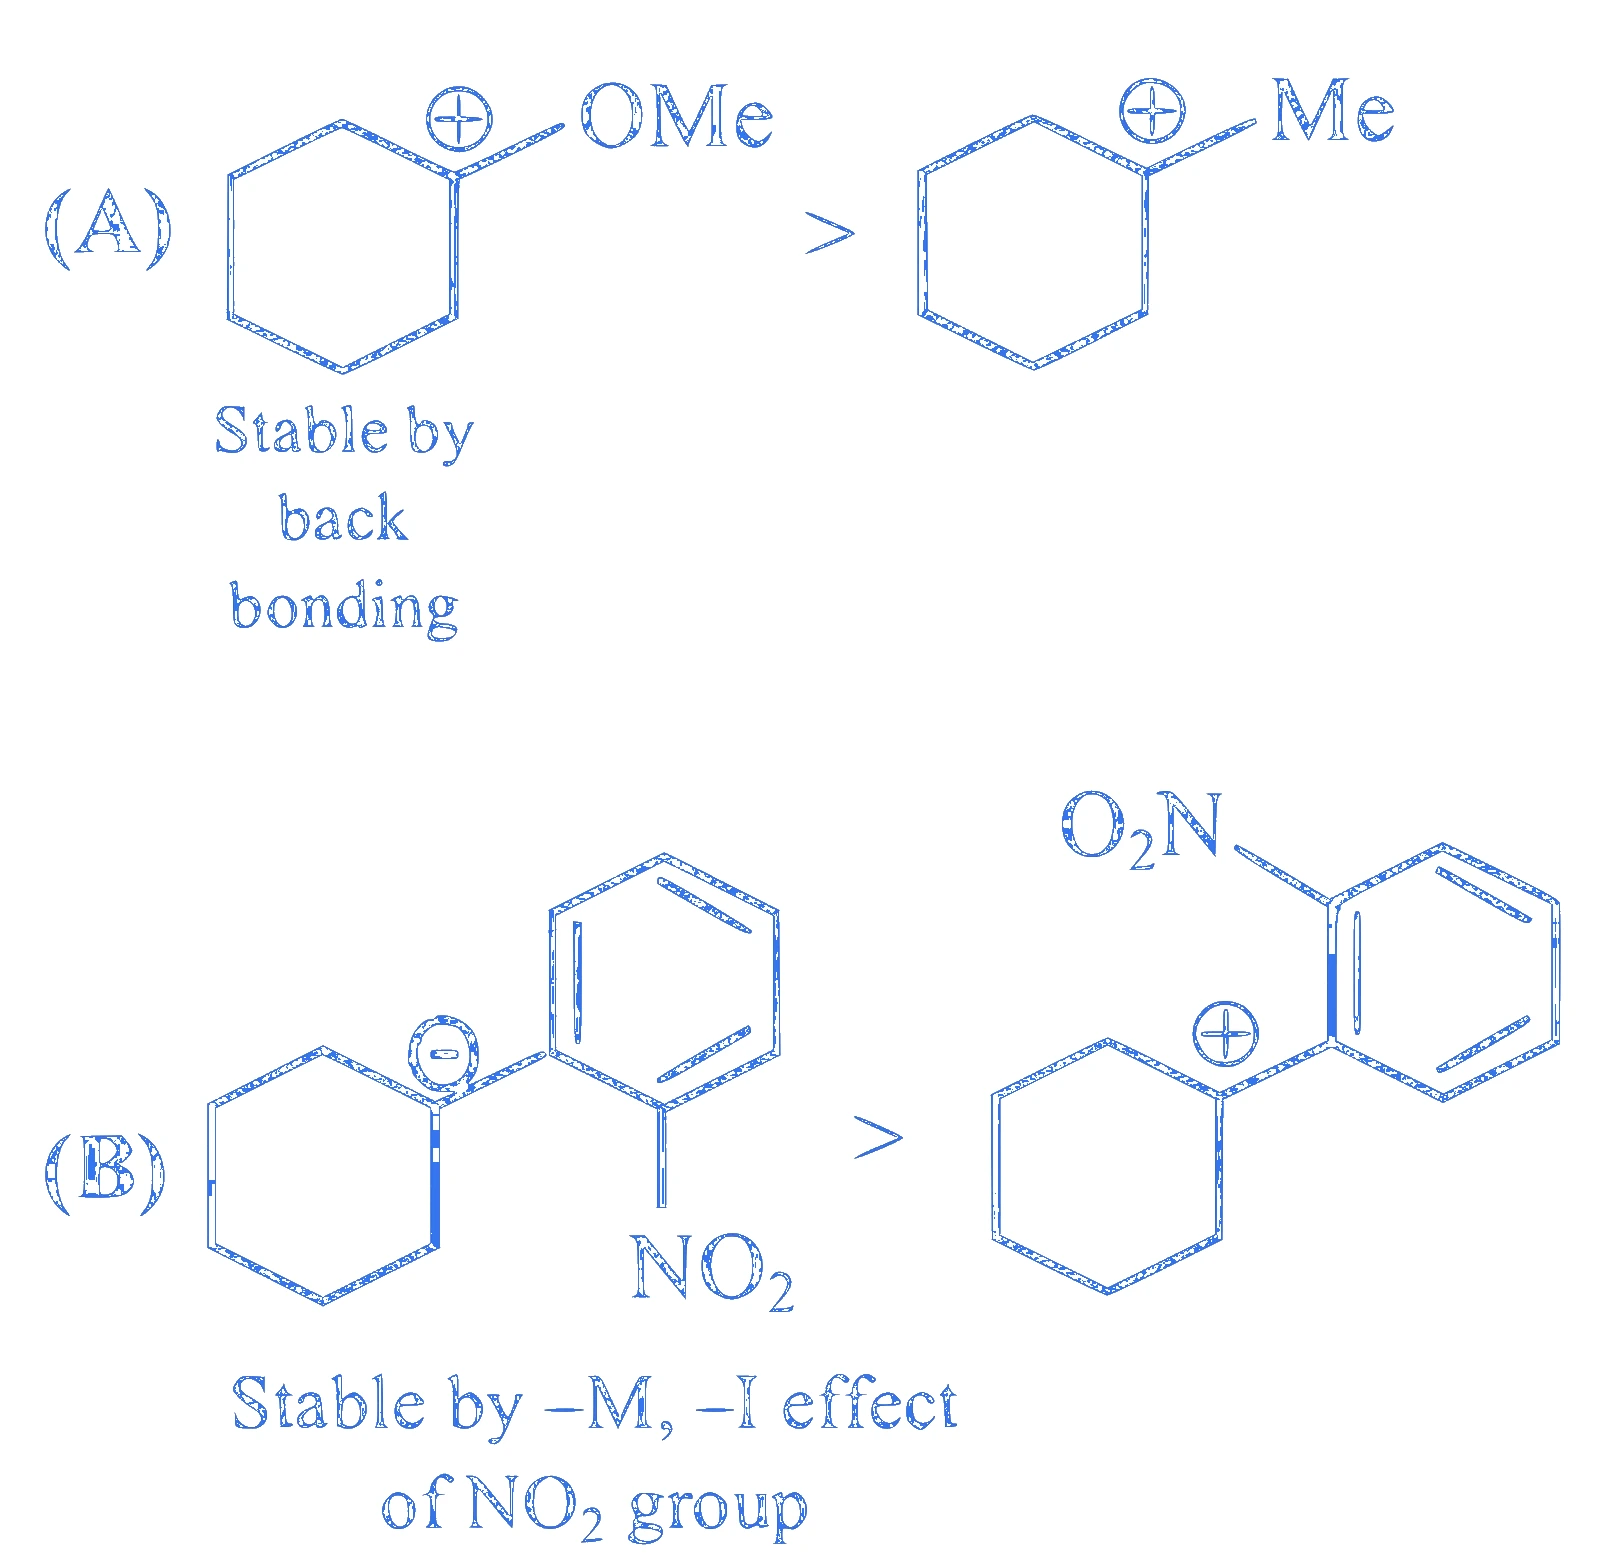 (A) ⊕ OMe > ⊕ Me
Stable by
back
bonding
O₂N
(B) ⊖ > ⊕
NO₂
Stable by –M, –I effect
of NO₂ group